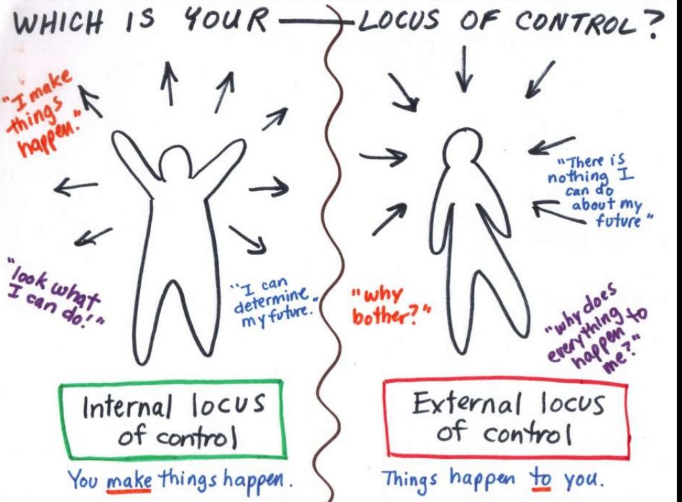 WHICH IS YOUR LOCUS OF CONTROL?
"I make
things
happen."
"look what
I can do!"
"I can
determine
my future."
Internal locus
of control
You make things happen.
"There is
nothing I
can do
about my
future"
"why
bother?"
"why does
everything
happen to
me?"
External locus
of control
Things happen to you.